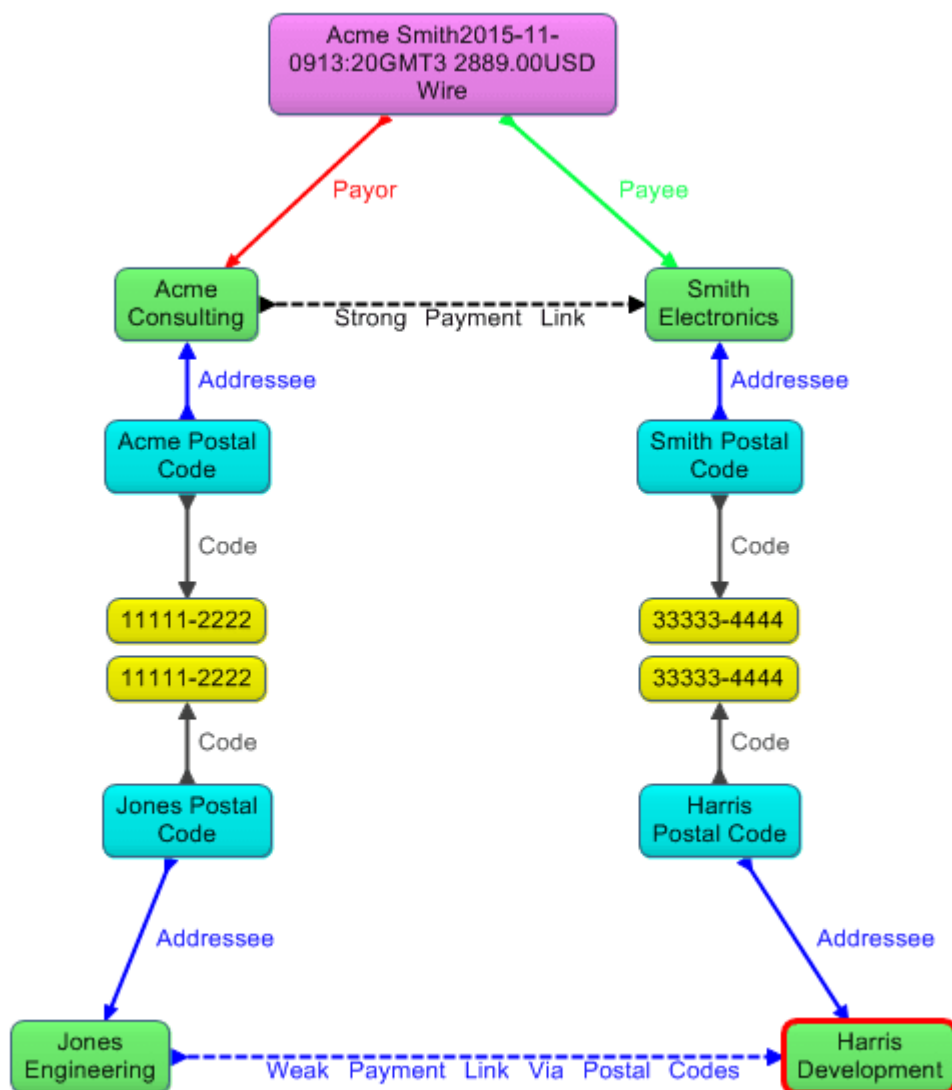 Acme Smith2015-11-
0913:20GMT3 2889.00USD
Wire
Payor
Payee
Acme
Consulting
Strong Payment Link
Smith
Electronics
Addressee
Addressee
Acme Postal
Code
Smith Postal
Code
Code
Code
11111-2222
33333-4444
11111-2222
33333-4444
Code
Code
Jones Postal
Code
Harris
Postal Code
Addressee
Addressee
Jones
Engineering
Weak Payment Link Via Postal Codes
Harris
Development